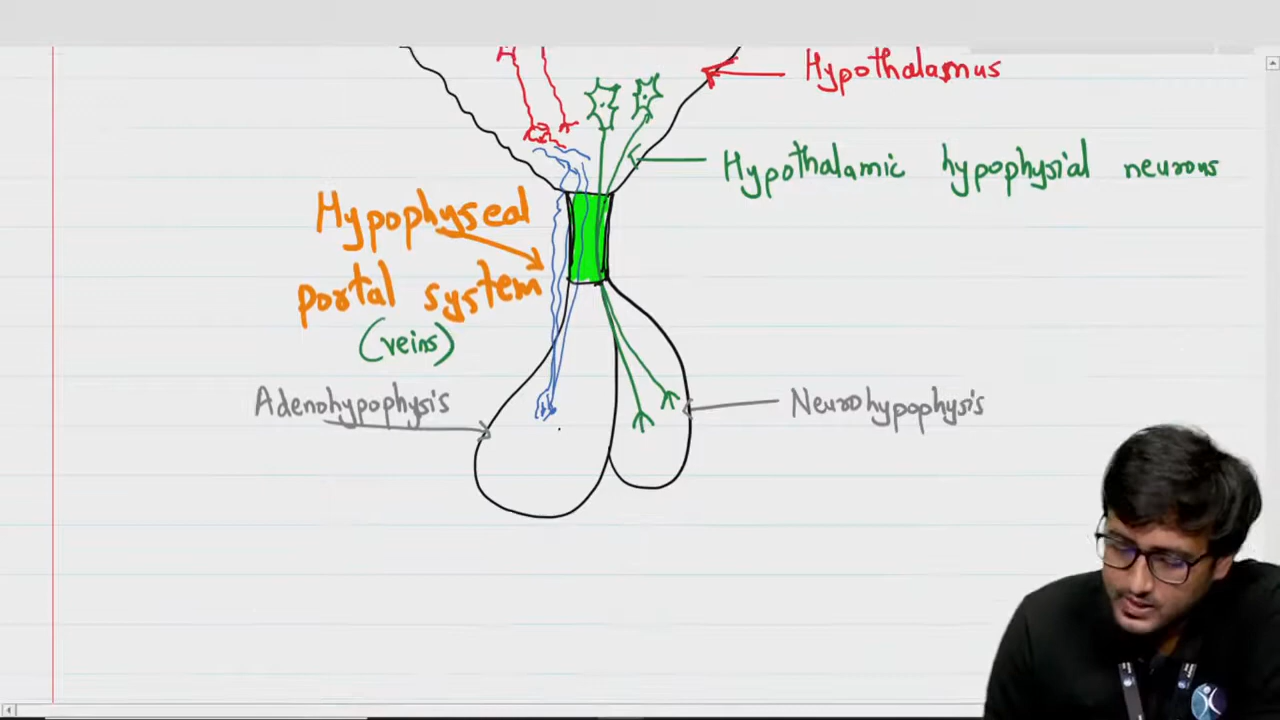 Hypothalamus
Hypothalamic hypophysial neurons
Hypophyseal
portal system
(veins)
Adenohypophysis
Neurohypophysis